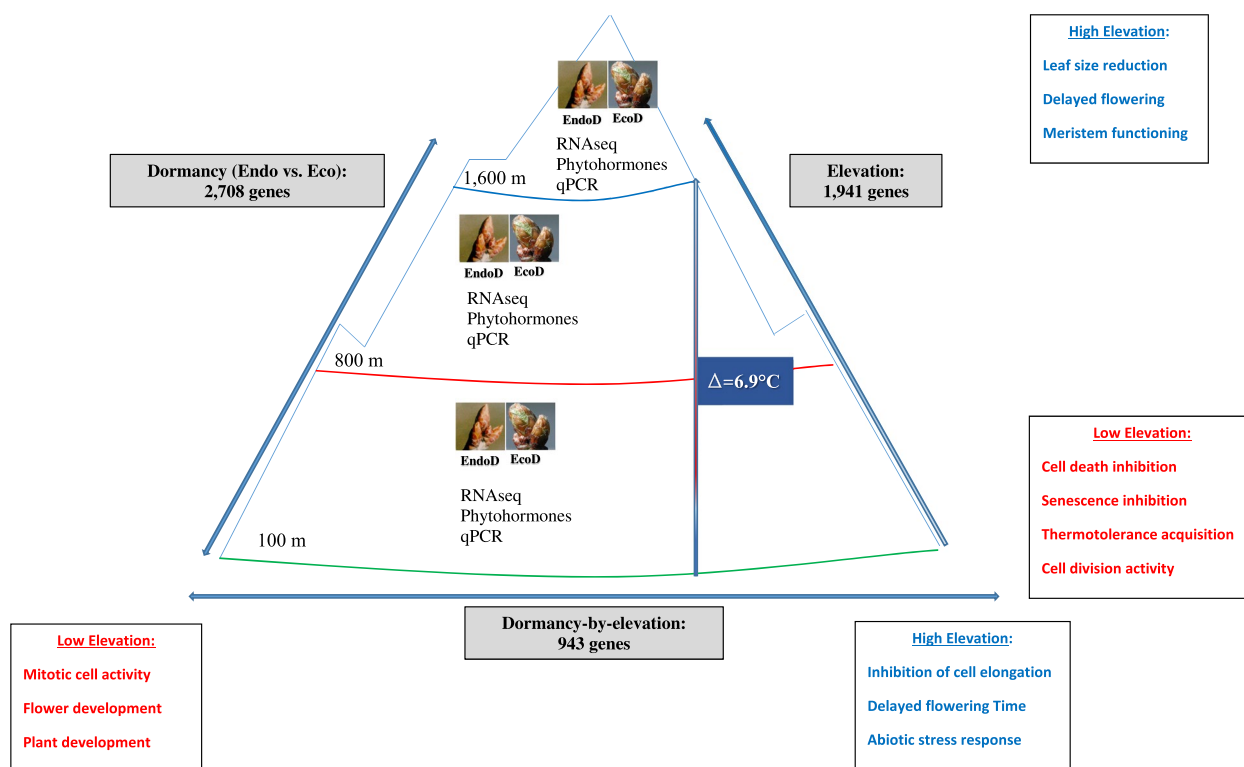 High Elevation:
Leaf size reduction
Delayed flowering
Meristem functioning
EndoD
EcoD
RNAseq
Phytohormones
qPCR
Dormancy (Endo vs. Eco):
2,708 genes
1,600 m
Elevation:
1,941 genes
EndoD
EcoD
RNAseq
Phytohormones
qPCR
800 m
Δ=6.9°C
EndoD
EcoD
RNAseq
Phytohormones
qPCR
100 m
Low Elevation:
Cell death inhibition
Senescence inhibition
Thermotolerance acquisition
Cell division activity
Dormancy-by-elevation:
943 genes
Low Elevation:
Mitotic cell activity
Flower development
Plant development
High Elevation:
Inhibition of cell elongation
Delayed flowering Time
Abiotic stress response